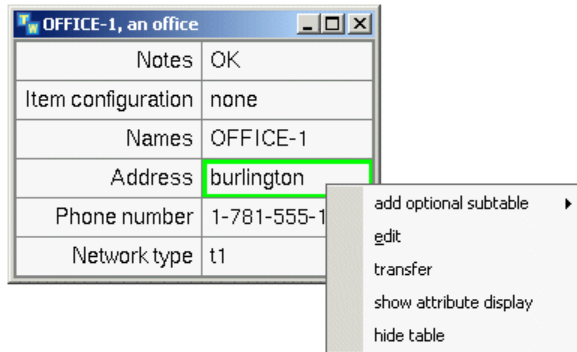 OFFICE-1, an office
Notes OK
Item configuration none
Names OFFICE-1
Address burlington
Phone number 1-781-555-1
Network type t1
add optional subtable
edit
transfer
show attribute display
hide table